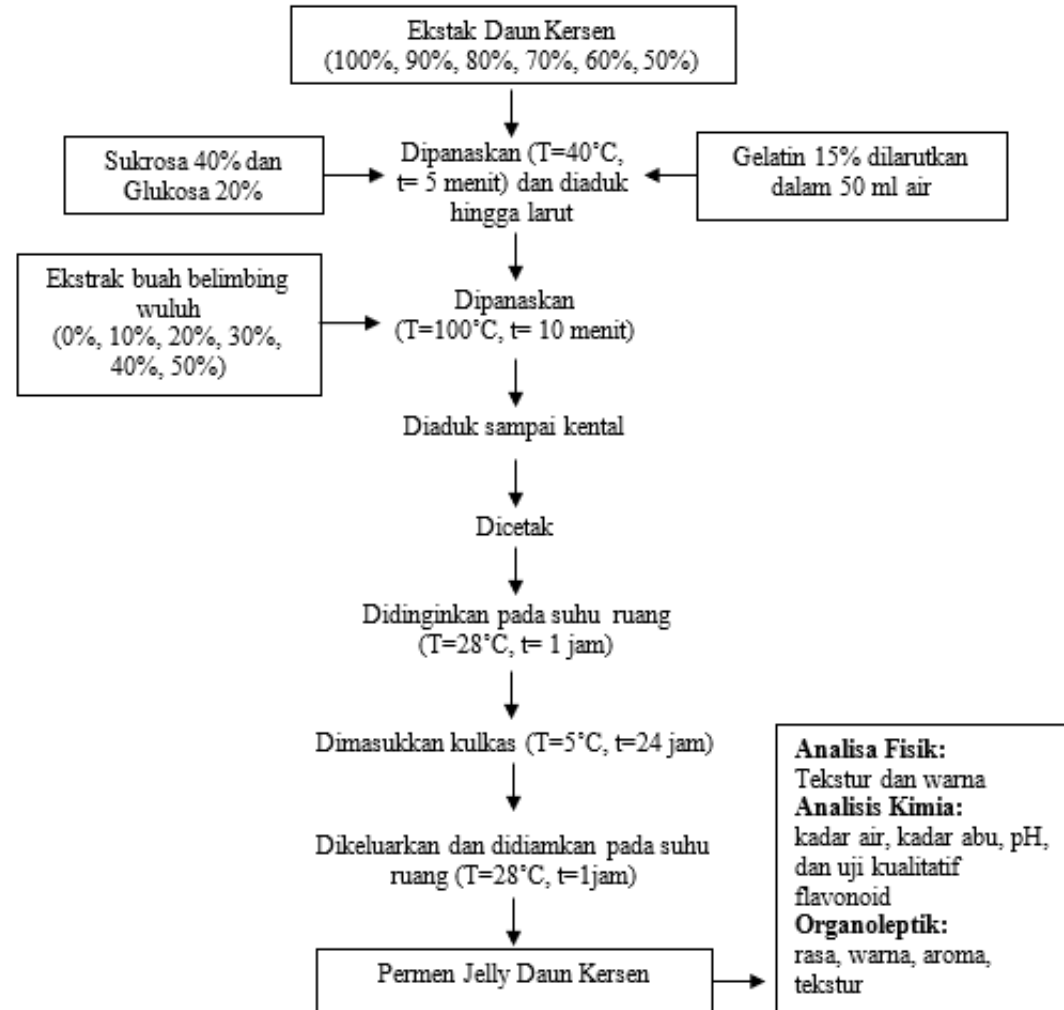 Ekstak Daun Kersen
(100%, 90%, 80%, 70%, 60%, 50%)
Sukrosa 40% dan
Glukosa 20%
Dipanaskan (T=40°C,
t= 5 menit) dan diaduk
hingga larut
Gelatin 15% dilarutkan
dalam 50 ml air
Ekstrak buah belimbing
wuluh
(0%, 10%, 20%, 30%,
40%, 50%)
Dipanaskan
(T=100°C, t= 10 menit)
Diaduk sampai kental
Dicetak
Didinginkan pada suhu ruang
(T=28°C, t= 1 jam)
Dimasukkan kulkas (T=5°C, t=24 jam)
Dikeluarkan dan didiamkan pada suhu
ruang (T=28°C, t=1jam)
Permen Jelly Daun Kersen
Analisa Fisik:
Tekstur dan warna
Analisis Kimia:
kadar air, kadar abu, pH,
dan uji kualitatif
flavonoid
Organoleptik:
rasa, warna, aroma,
tekstur